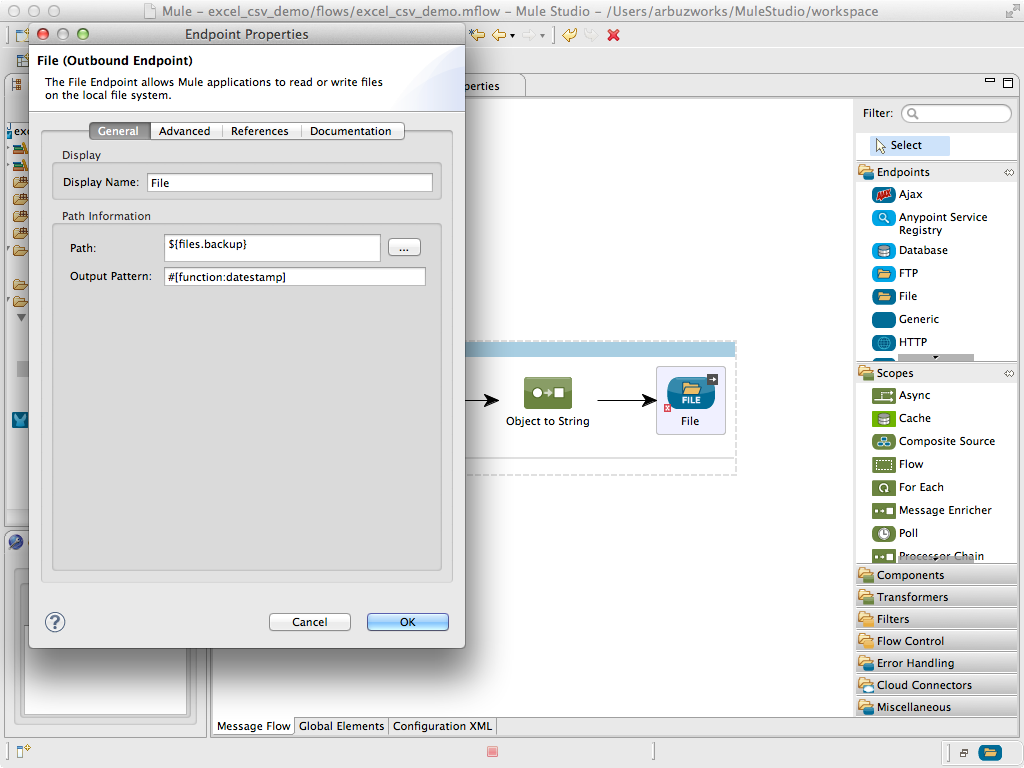 Mule – excel_csv_demo/flows/excel_csv_demo.mflow – Mule Studio – /Users/arbuzworks/MuleStudio/workspace
Endpoint Properties
File (Outbound Endpoint)
The File Endpoint allows Mule applications to read or write files
on the local file system.
General
Advanced
References
Documentation
Display
Display Name:
File
Path Information
Path:
${files.backup}
...
Output Pattern:
#[function:datestamp]
?
Cancel
OK
exc
perties
Object to String
FILE
File
Message Flow
Global Elements
Configuration XML
Filter:
Select
Endpoints
Ajax
Anypoint Service
Registry
Database
FTP
File
Generic
HTTP
Scopes
Async
Cache
Composite Source
Flow
For Each
Message Enricher
Poll
Processor Chain
Components
Transformers
Filters
Flow Control
Error Handling
Cloud Connectors
Miscellaneous